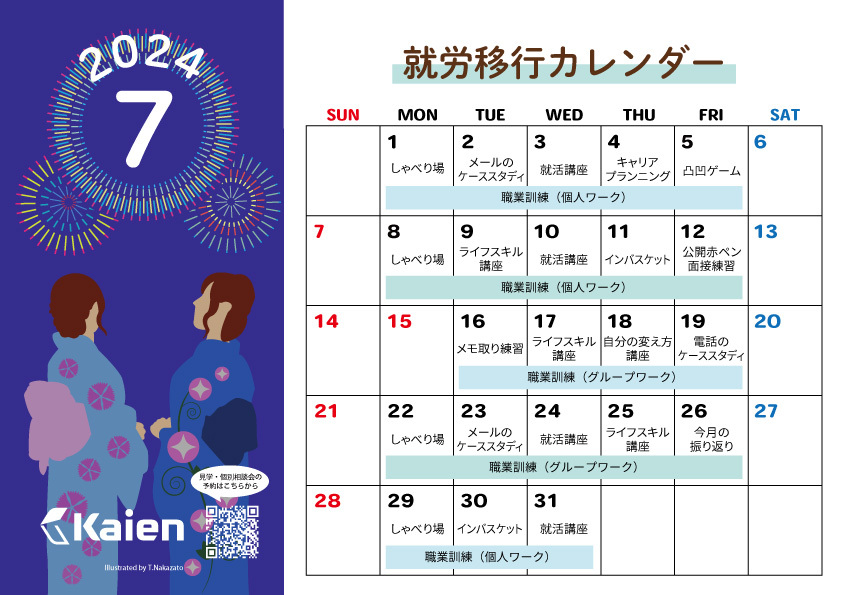 2024
7
見学・個別相談会の
予約はこちらから
Kaien
Illustrated by T.Nakazato
就労移行カレンダー
SUN MON TUE WED THU FRI SAT
1 2 3 4 5 6
しゃべり場 メールの ケーススタディ 就活講座 キャリア プランニング 凸凹ゲーム
職業訓練（個人ワーク）
7 8 9 10 11 12 13
しゃべり場 ライフスキル 講座 就活講座 インバスケット 公開赤ペン 面接練習
職業訓練（個人ワーク）
14 15 16 17 18 19 20
メモ取り練習 ライフスキル 講座 自分の変え方 講座 電話の ケーススタディ
職業訓練（グループワーク）
21 22 23 24 25 26 27
しゃべり場 メールの ケーススタディ 就活講座 ライフスキル 講座 今月の 振り返り
職業訓練（グループワーク）
28 29 30 31
しゃべり場 インバスケット 就活講座
職業訓練（個人ワーク）